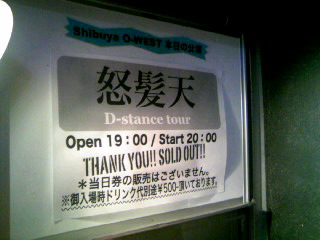 Shibuya O-WEST 本日の公演
怒髪天
D-stance tour
Open 19:00 / Start 20:00
THANK YOU!! SOLD OUT!!
*当日券の販売はございません。
※御入場時ドリンク代別途¥500-頂いております。